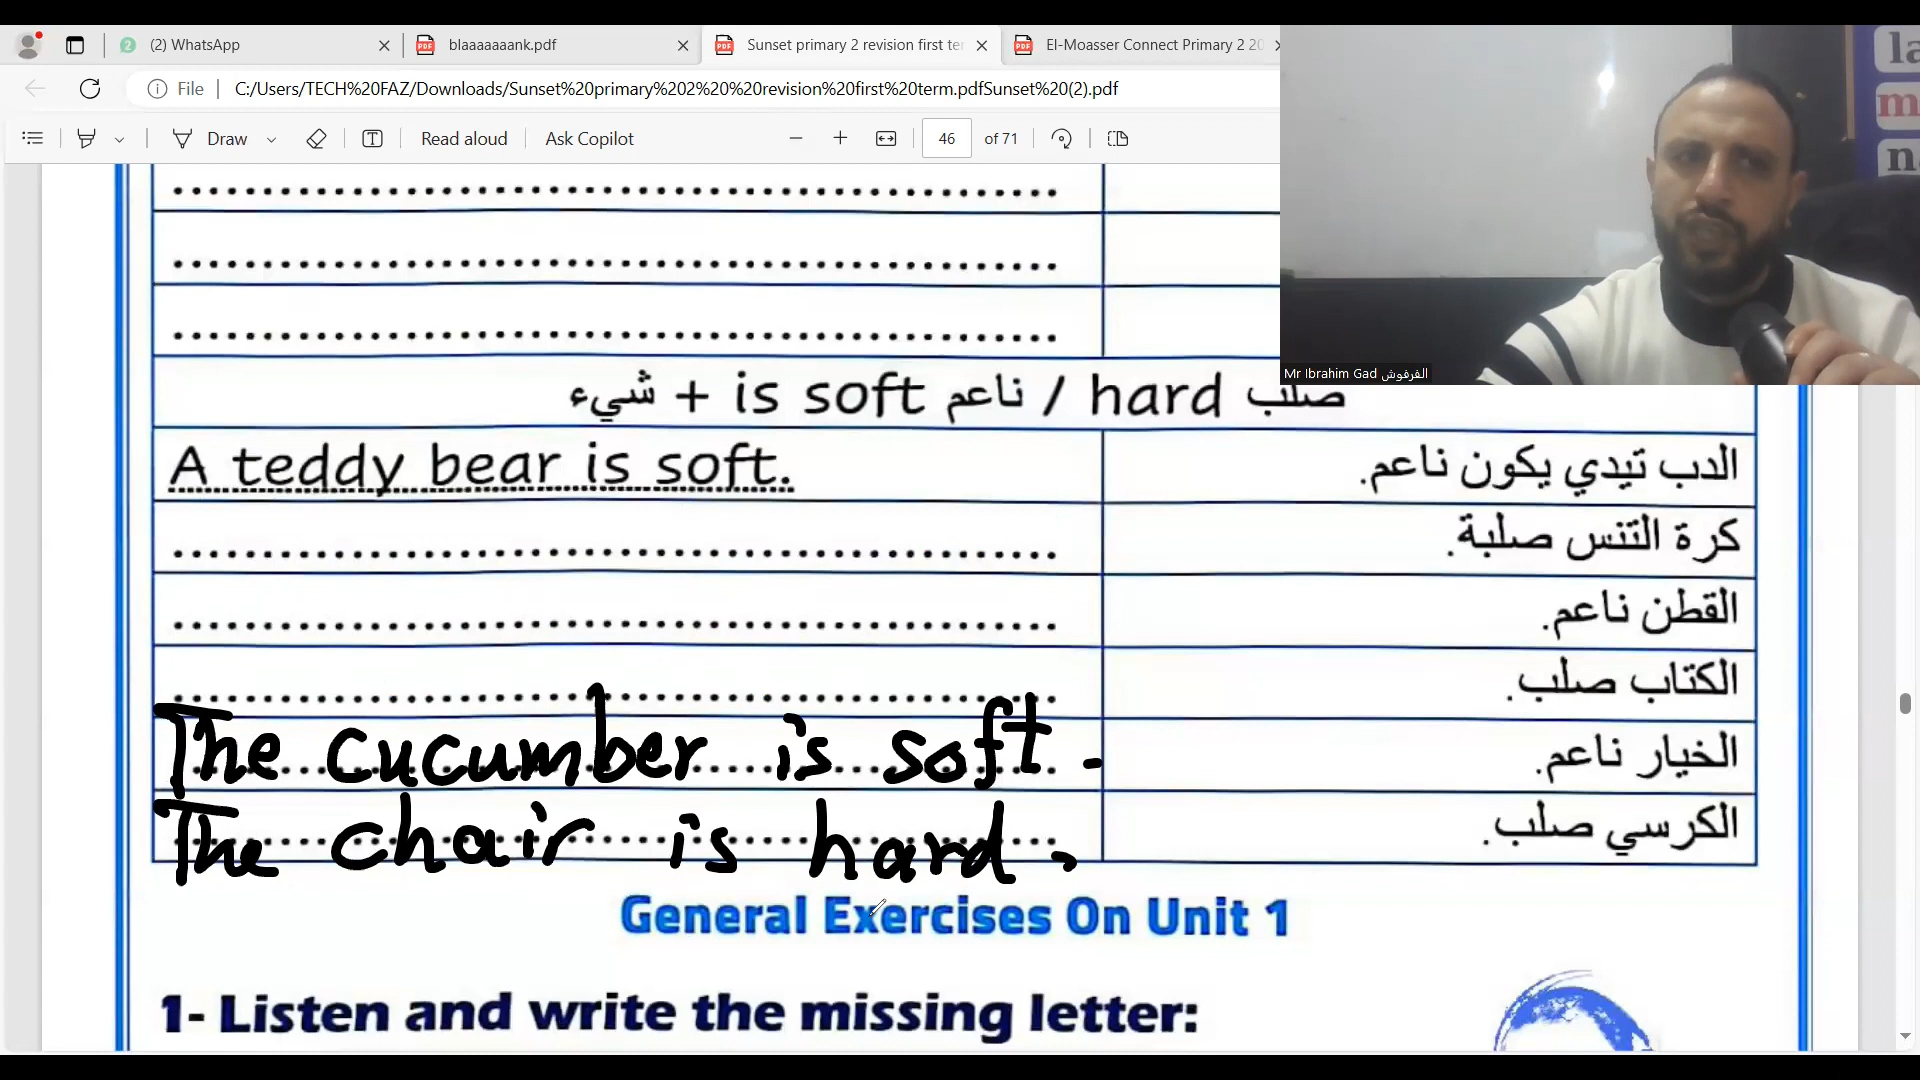 (2) WhatsApp
blaaaaaaank.pdf
Sunset primary 2 revision first te
El-Moasser Connect Primary 2 20
File
C:/Users/TECH%20FAZ/Downloads/Sunset%20primary%202%20%20revision%20first%20term.pdfSunset%20(2).pdf
Draw
Read aloud
Ask Copilot
46 of 71
la
m
n
Mr Ibrahim Gad الفرفوش
شيء + is soft ناعم / hard صلب
A teddy bear is soft.
الدب تيدي يكون ناعم.
كرة التنس صلبة.
القطن ناعم.
الكتاب صلب.
The cucumber is soft.
الخيار ناعم.
The chair is hard.
الكرسي صلب.
General Exercises On Unit 1
1- Listen and write the missing letter: